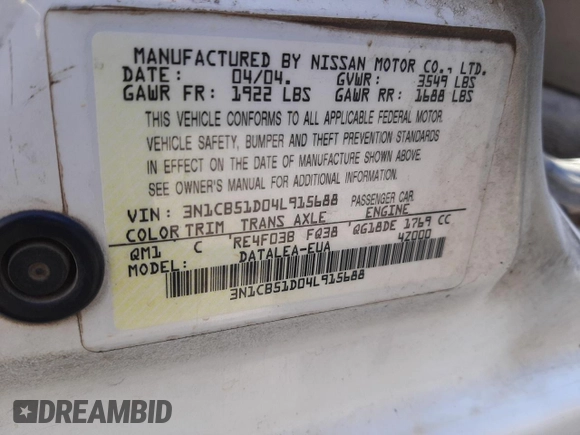 MANUFACTURED BY NISSAN MOTOR CO., LTD.
DATE: 04/04. GVWR: 3549 LBS
GAWR FR: 1922 LBS GAWR RR: 1688 LBS
THIS VEHICLE CONFORMS TO ALL APPLICABLE FEDERAL MOTOR
VEHICLE SAFETY, BUMPER AND THEFT PREVENTION STANDARDS
IN EFFECT ON THE DATE OF MANUFACTURE SHOWN ABOVE.
SEE OWNER'S MANUAL FOR ADDITIONAL INFORMATION.
VIN: 3N1CB51D04L915688 PASSENGER CAR
COLOR TRIM TRANS AXLE ENGINE
QM1 C RE4F03B FQ38 QG18DE 1769 CC
MODEL: DATALEA-EUA 4Z000
3N1CB51D04L915688
DREAMBID